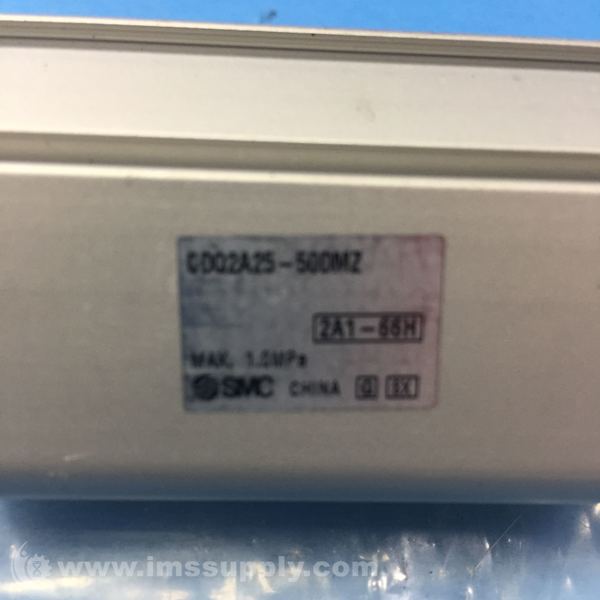 CDQ2A25-50DMZ
2A1-66H
MAX. 1.0MPa
SMC CHINA G
www.imssupply.com